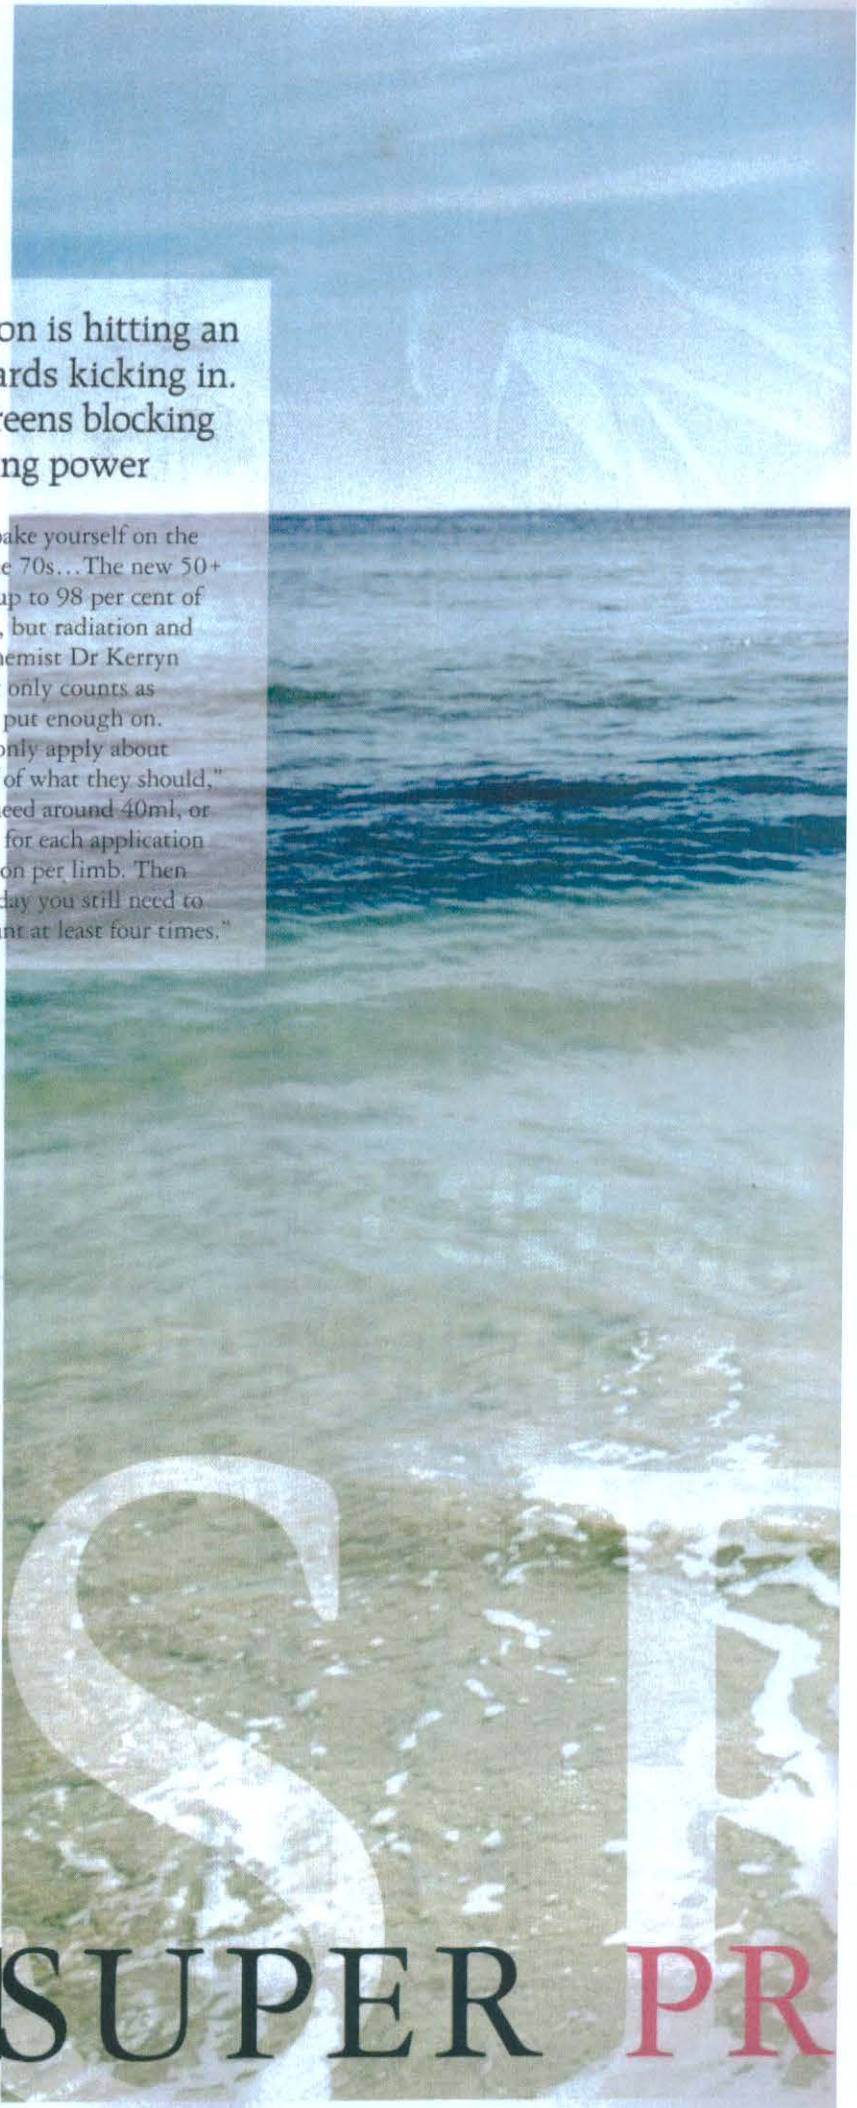 on is hitting an
ards kicking in.
reens blocking
ng power
ake yourself on the
e 70s...The new 50+
up to 98 per cent of
, but radiation and
hemist Dr Kerryn
only counts as
put enough on.
only apply about
of what they should,"
eed around 40ml, or
for each application
on per limb. Then
day you still need to
nt at least four times."
S F
SUPER PR